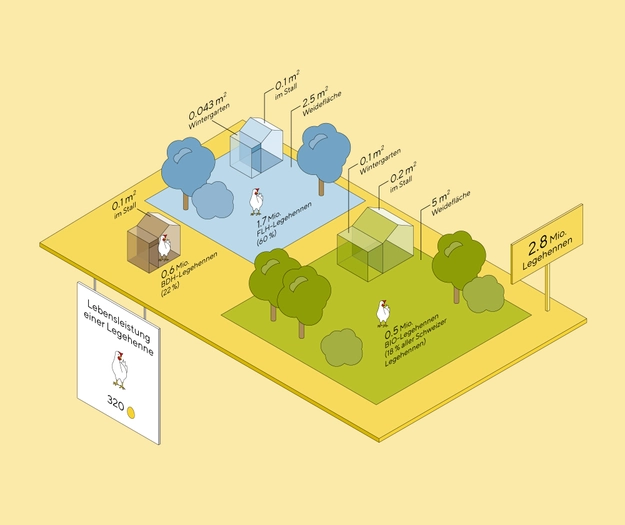 0.1 m²
im Stall
0.043 m²
Wintergarten
2.5 m²
Weidefläche
0.1 m²
Wintergarten
0.2 m²
im Stall
5 m²
Weidefläche
0.1 m²
im Stall
1.7 Mio.
FLH-Legehennen
(60 %)
0.6 Mio.
BDH-Legehennen
(22 %)
2.8 Mio.
Legehennen
0.5 Mio.
BIO-Legehennen
(18 % aller Schweizer
Legehennen)
Lebensleistung
einer Legehenne
320